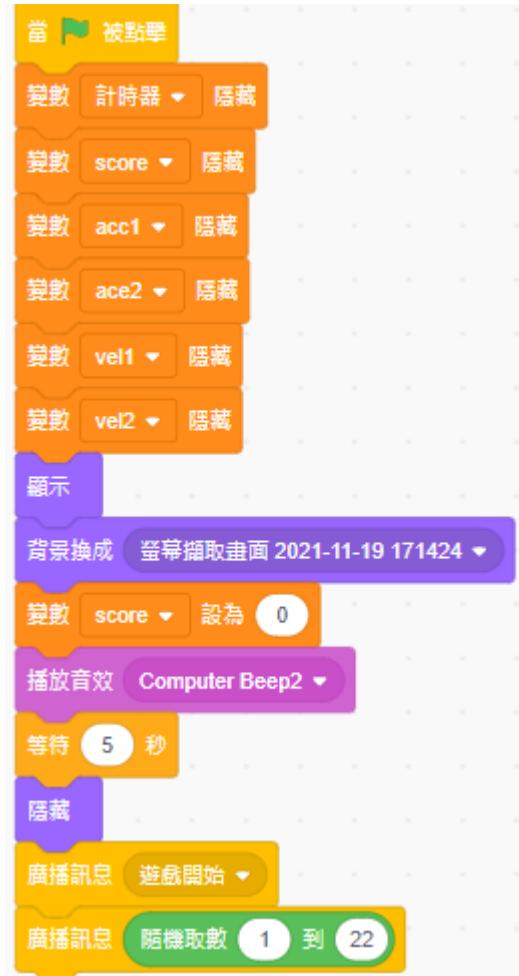 當 被點擊
變數 計時器 隱藏
變數 score 隱藏
變數 acc1 隱藏
變數 ace2 隱藏
變數 vel1 隱藏
變數 vel2 隱藏
顯示
背景換成 螢幕擷取畫面 2021-11-19 171424
變數 score 設為 0
播放音效 Computer Beep2
等待 5 秒
隱藏
廣播訊息 遊戲開始
廣播訊息 隨機取數 1 到 22